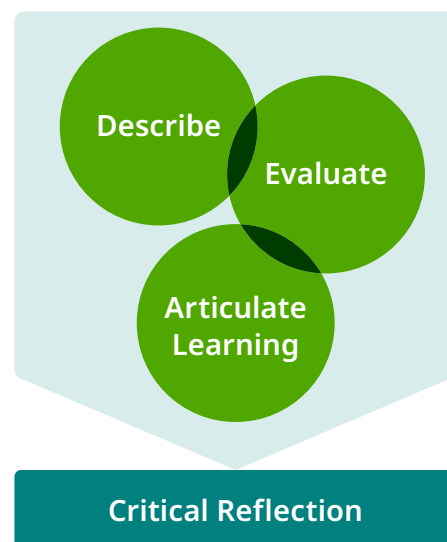 Describe
Evaluate
Articulate
Learning
Critical Reflection